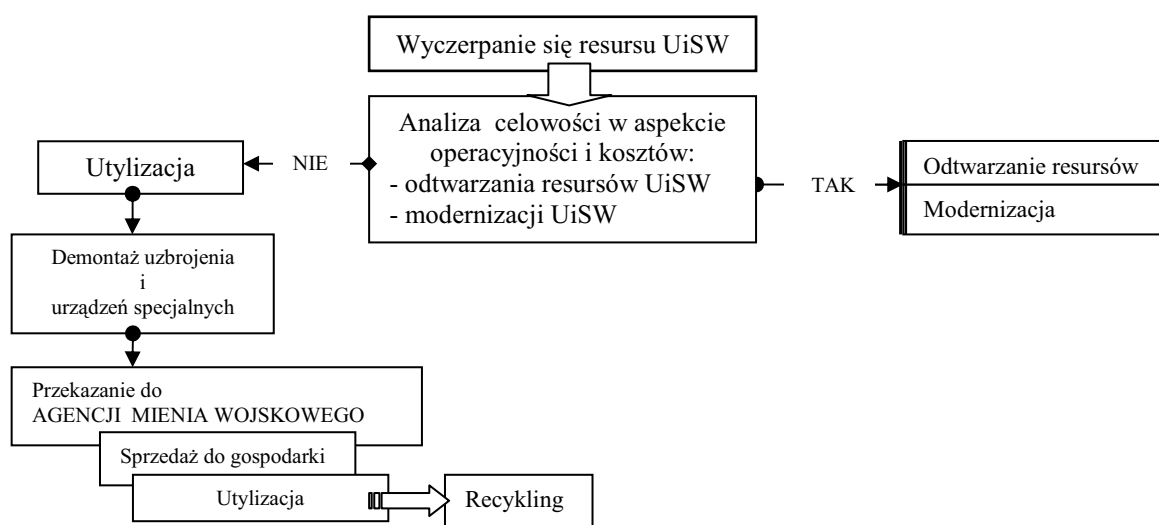 Wyczerpanie się resursu UiSW
Analiza celowości w aspekcie
operacyjności i kosztów:
- odtwarzania resursów UiSW
- modernizacji UiSW
NIE
TAK
Utylizacja
Odtwarzanie resursów
Modernizacja
Demontaż uzbrojenia
i
urządzeń specjalnych
Przekazanie do
AGENCJI MIENIA WOJSKOWEGO
Sprzedaż do gospodarki
Utylizacja
Recykling